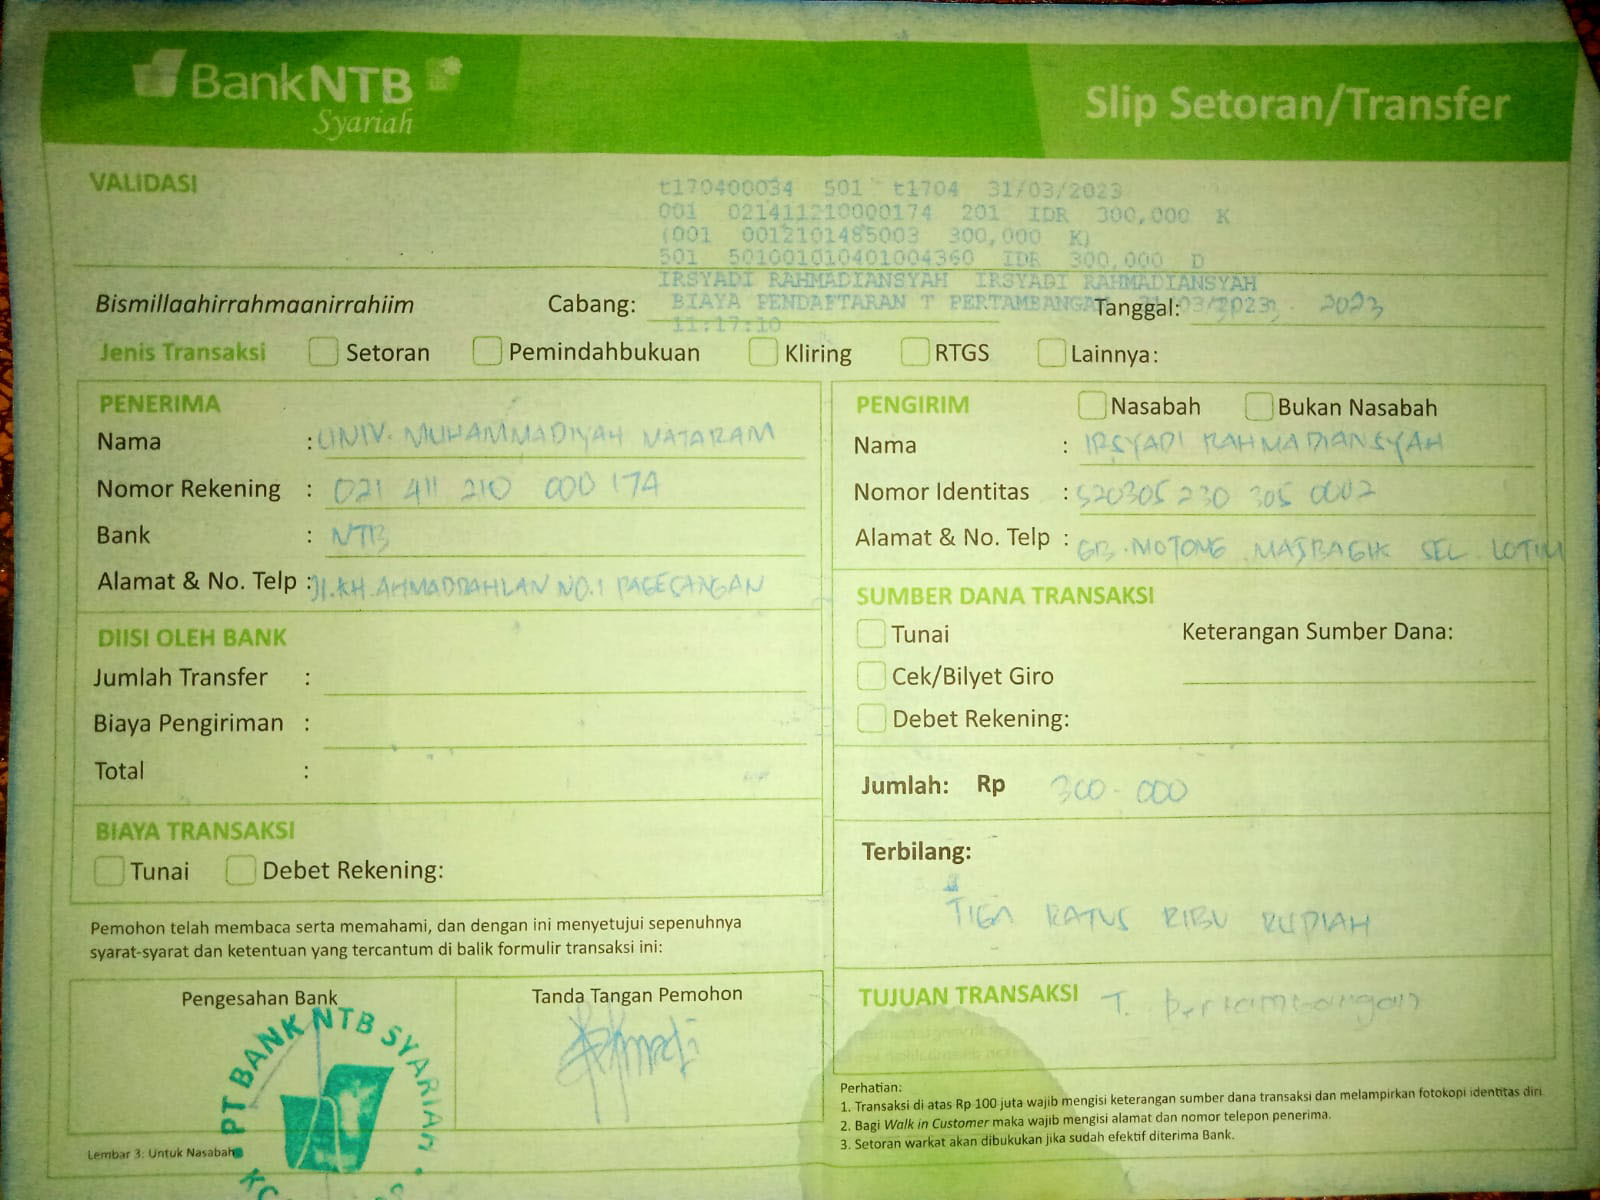 BankNTB
Syariah
Slip Setoran/Transfer
VALIDASI
t170400034 501 t1704 31/03/2023
001 021411210000174 201 IDR 300,000 K
(001 0012101485003 300,000 K)
501 501001010401004360 IDR 300,000 D
IRSYADI RAHMADIANSYAH IRSYADI RAHMADIANSYAH
BIAYA PENDAFTARAN T PERTAMBANGAN
11:17:10
Bismillaahirrahmaanirrahiim Cabang: Tanggal: 2023
Jenis Transaksi Setoran Pemindahbukuan Kliring RTGS Lainnya:
PENERIMA
Nama : UNIV. MUHAMMADIYAH MATARAM
Nomor Rekening : 021 411 210 000 174
Bank : NTB
Alamat & No. Telp : Jl. KH. AHMAD DAHLAN NO.1 PAGESANGAN
DIISI OLEH BANK
Jumlah Transfer :
Biaya Pengiriman :
Total :
BIAYA TRANSAKSI
Tunai Debet Rekening:
Pemohon telah membaca serta memahami, dan dengan ini menyetujui sepenuhnya
syarat-syarat dan ketentuan yang tercantum di balik formulir transaksi ini:
Pengesahan Bank
PT BANK NTB SYARIAH
Tanda Tangan Pemohon
Lembar 3: Untuk Nasabah
PENGIRIM Nasabah Bukan Nasabah
Nama : IRSYADI RAHMADIANSYAH
Nomor Identitas : 520305 230 305 0002
Alamat & No. Telp : GB. MOTONG MASBAGIK SEL LOTIM
SUMBER DANA TRANSAKSI
Tunai Keterangan Sumber Dana:
Cek/Bilyet Giro
Debet Rekening:
Jumlah: Rp 300.000
Terbilang:
TIGA RATUS RIBU RUPIAH
TUJUAN TRANSAKSI T. Pertambangan
Perhatian:
1. Transaksi di atas Rp 100 juta wajib mengisi keterangan sumber dana transaksi dan melampirkan fotokopi identitas diri
2. Bagi Walk in Customer maka wajib mengisi alamat dan nomor telepon penerima.
3. Setoran warkat akan dibukukan jika sudah efektif diterima Bank.